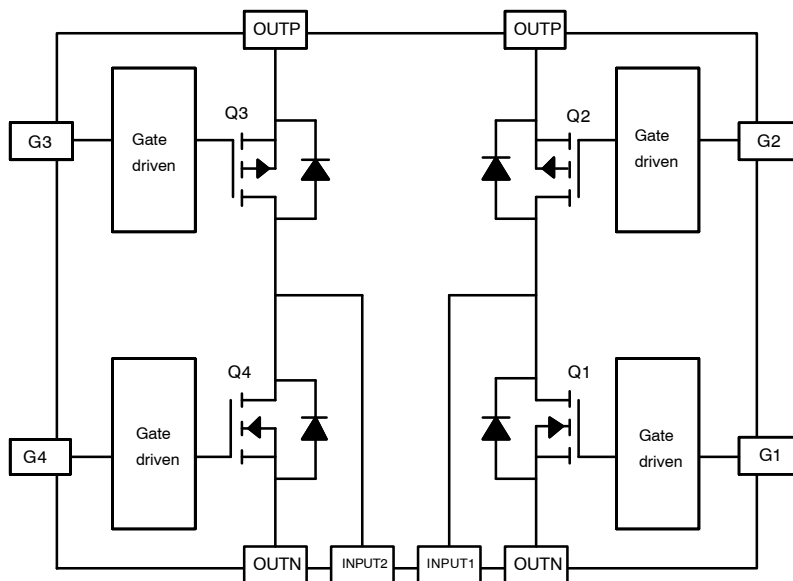 OUTP
OUTP
Q3
Q2
G3
Gate
driven
Gate
driven
G2
Q4
Q1
G4
Gate
driven
Gate
driven
G1
OUTN
INPUT2
INPUT1
OUTN